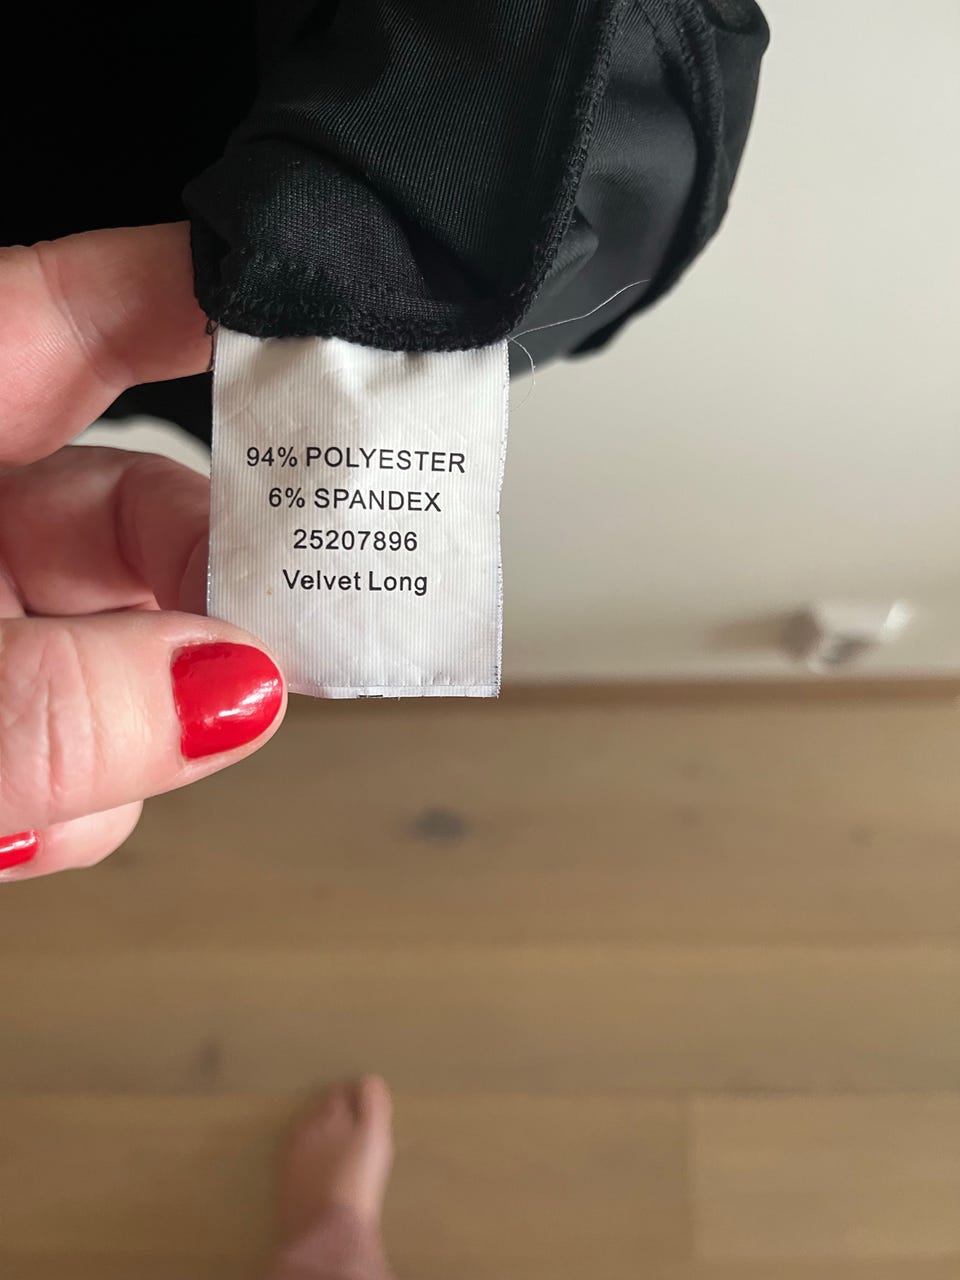 94% POLYESTER
6% SPANDEX
25207896
Velvet Long